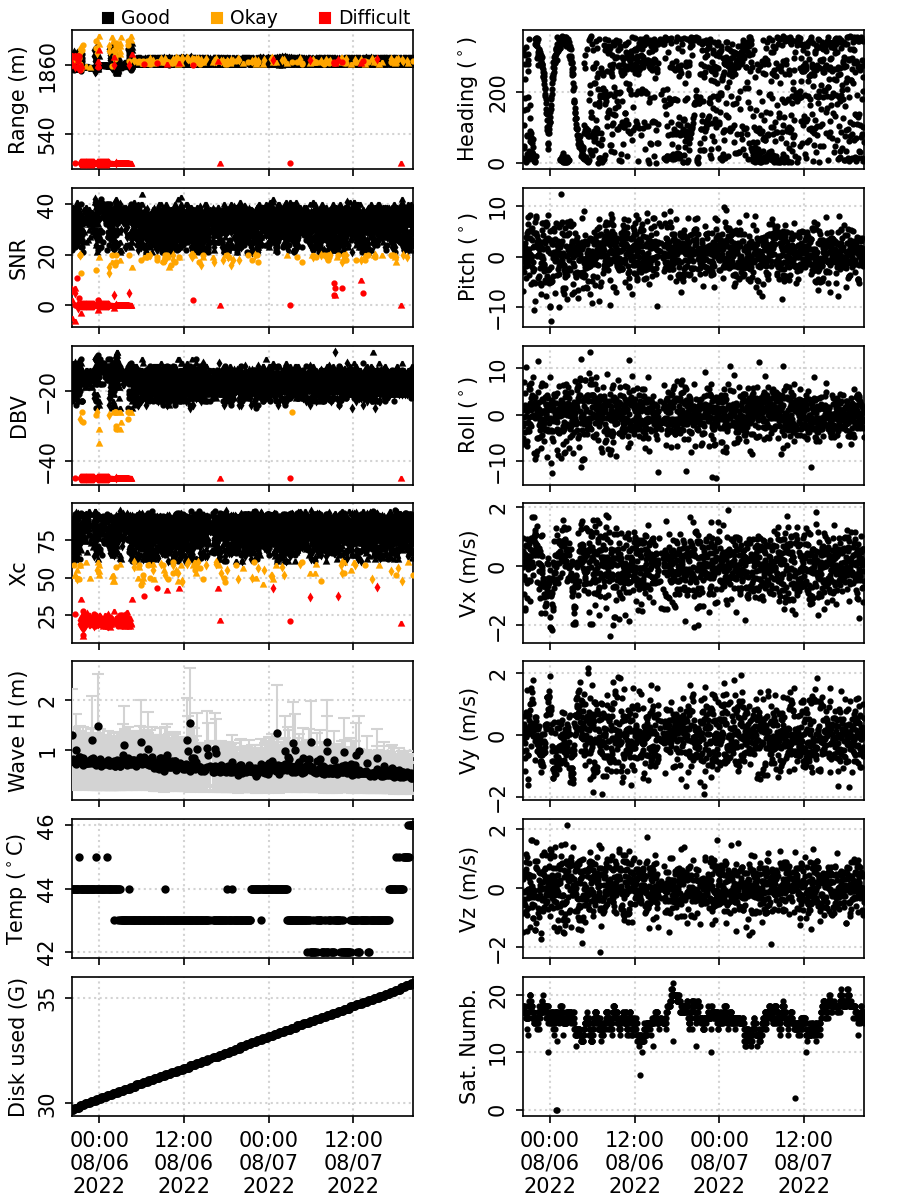 Good Okay Difficult
Range (m)
1860
540
SNR
40
20
0
DBV
−20
−40
Xc
75
50
25
Wave H (m)
2
1
Temp (°C)
46
44
42
Disk used (G)
35
30
00:00 12:00 00:00 12:00
08/06 08/06 08/07 08/07
2022 2022 2022 2022
Heading (°)
200
0
Pitch (°)
10
0
−10
Roll (°)
10
0
−10
Vx (m/s)
2
0
−2
Vy (m/s)
2
0
−2
Vz (m/s)
2
0
−2
Sat. Numb.
20
10
0
00:00 12:00 00:00 12:00
08/06 08/06 08/07 08/07
2022 2022 2022 2022